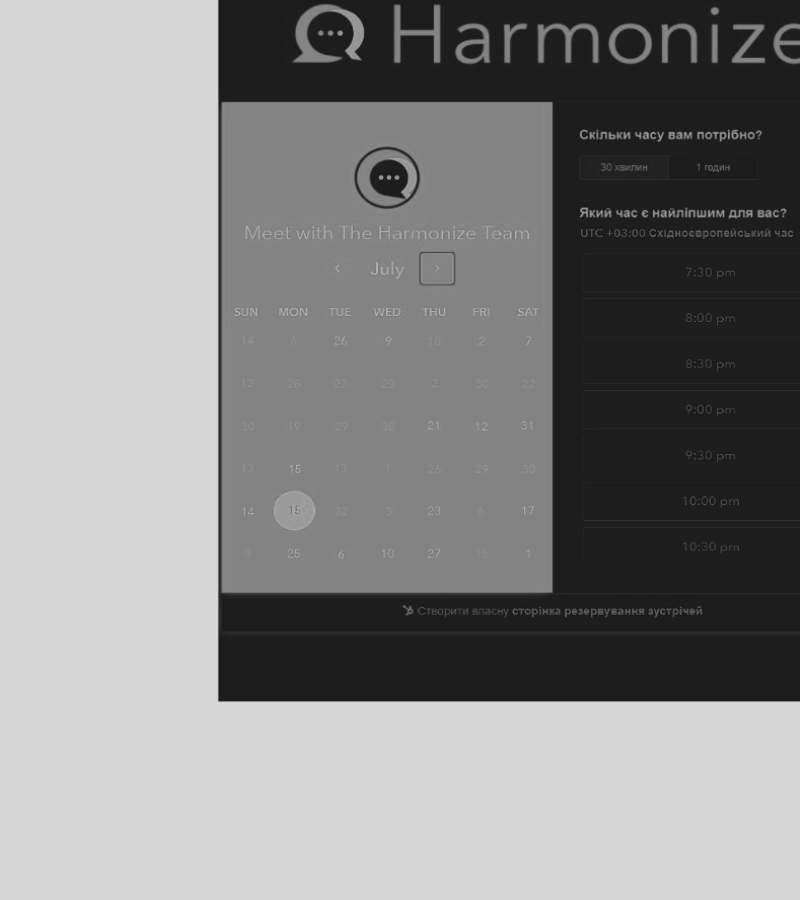 Harmonize
Meet with The Harmonize Team
July
SUN MON TUE WED THU FRI SAT
14 6 26 9 18 2 7
12 28 27 29 2 30 22
20 19 29 30 21 12 31
13 15 13 1 26 29 30
14 15 22 3 23 6 17
9 25 6 10 27 16 1
Скільки часу вам потрібно?
30 хвилин 1 годин
Який час є найліпшим для вас?
UTC +03:00 Східноєвропейський час
7:30 pm
8:00 pm
8:30 pm
9:00 pm
9:30 pm
10:00 pm
10:30 pm
Створити власну сторінка резервування зустрічей